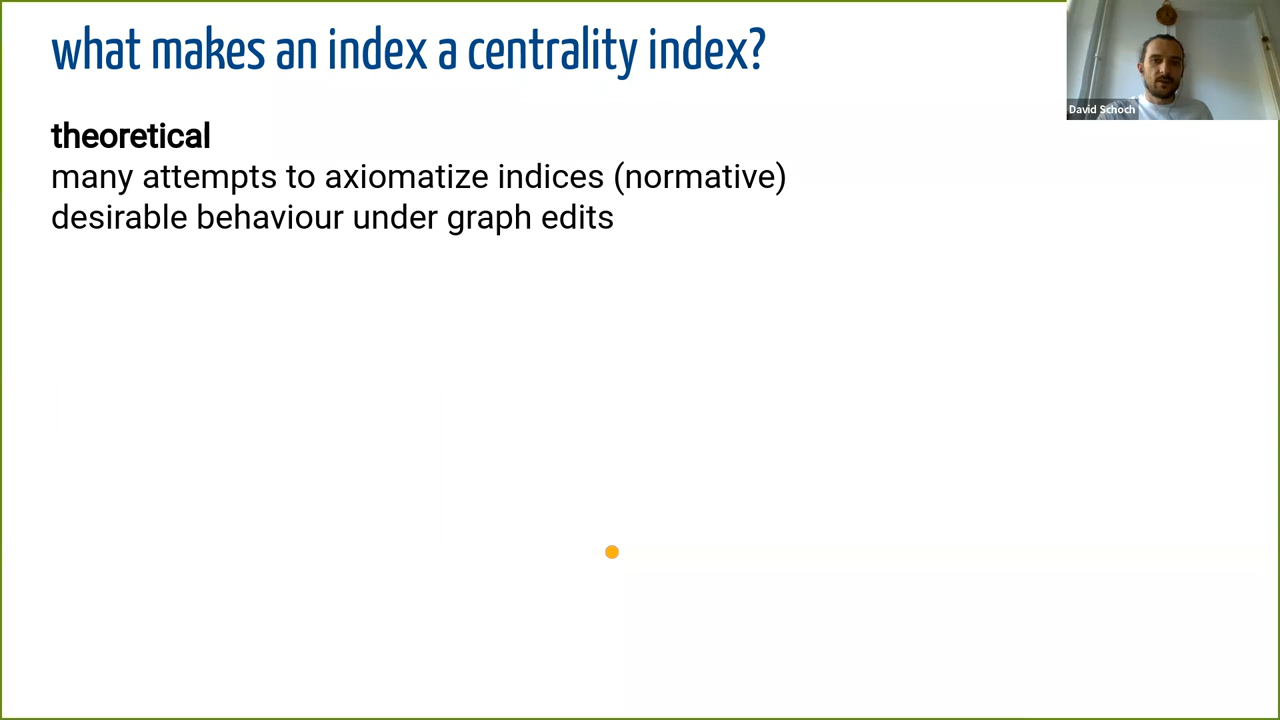 what makes an index a centrality index?
David Schoch
theoretical
many attempts to axiomatize indices (normative)
desirable behaviour under graph edits